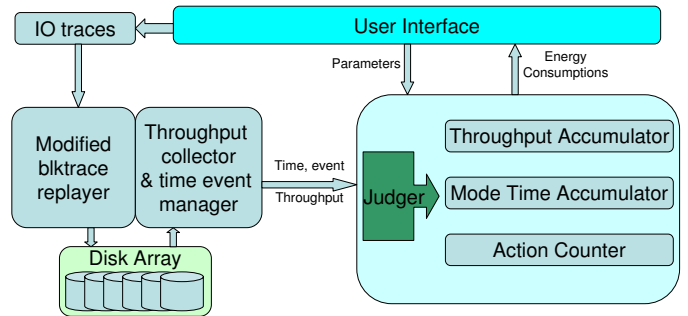 IO traces
User Interface
Parameters
Energy
Consumptions
Modified
blktrace
replayer
Throughput
collector
& time event
manager
Time, event
Throughput
Judger
Throughput Accumulator
Mode Time Accumulator
Action Counter
Disk Array